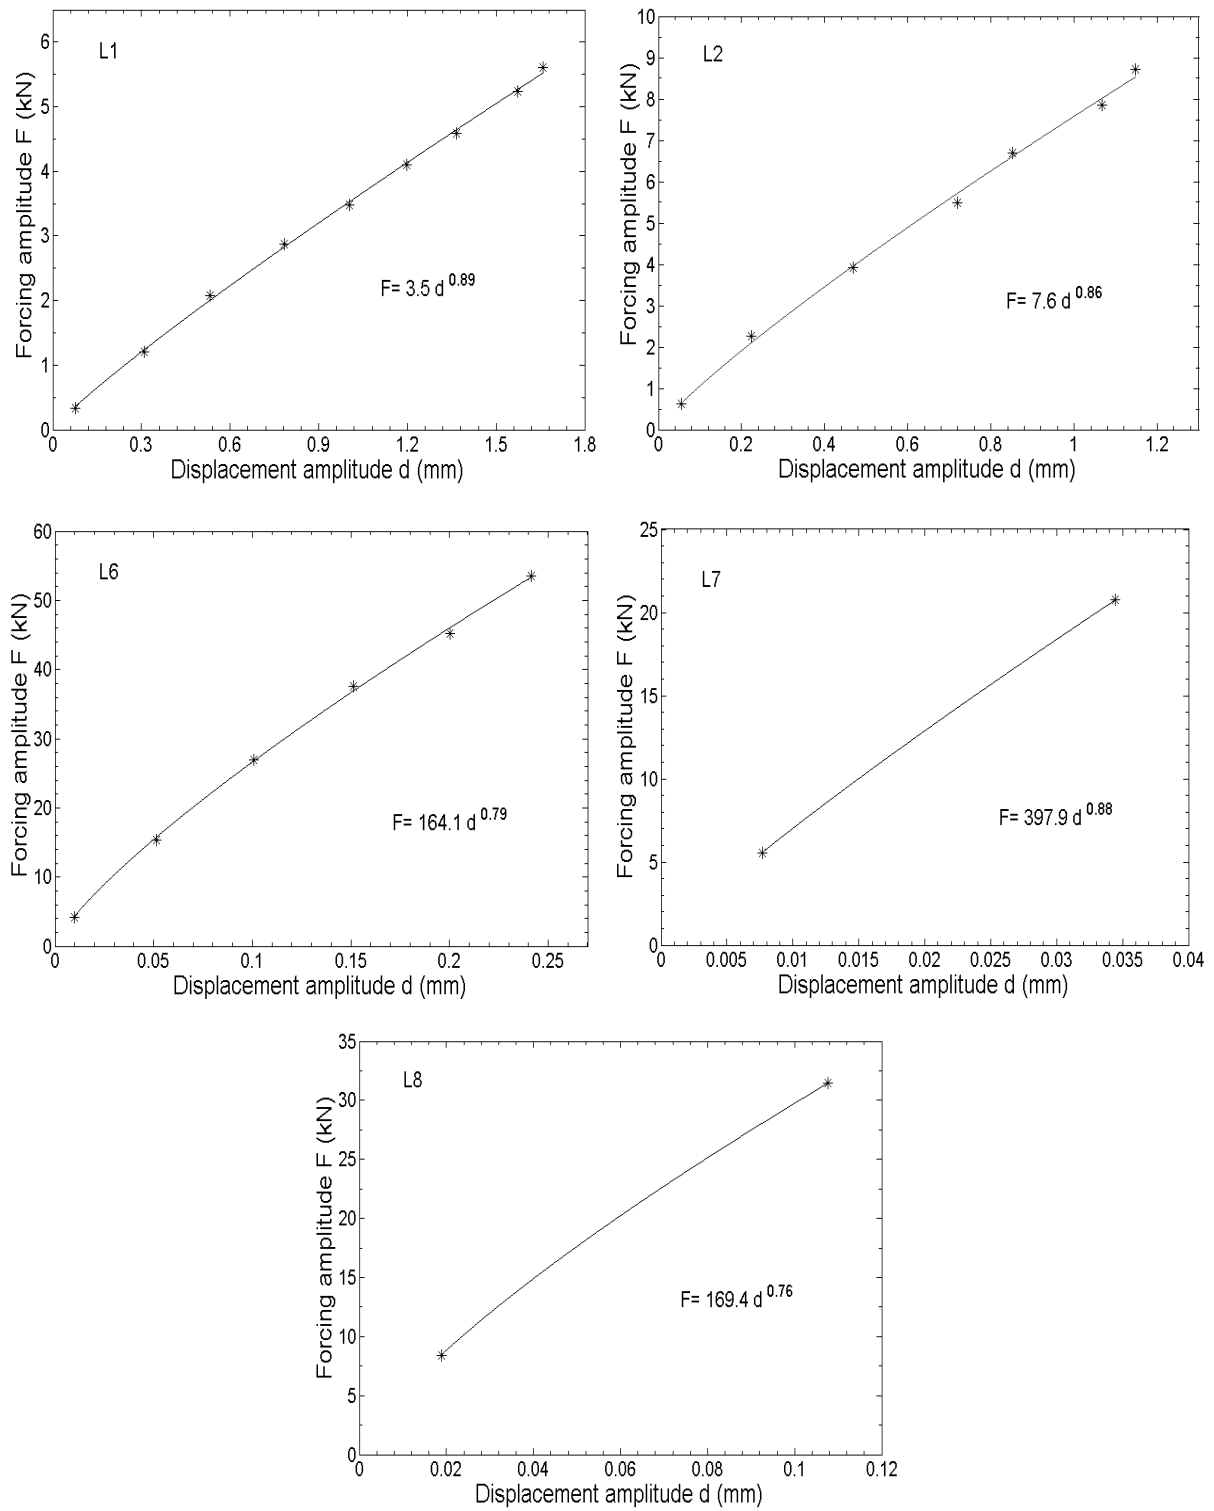 L1
Forcing amplitude F (kN)
6
5
4
3
2
1
0
F= 3.5 d 0.89
0 0.3 0.6 0.9 1.2 1.5 1.8
Displacement amplitude d (mm)
L2
Forcing amplitude F (kN)
10
9
8
7
6
5
4
3
2
1
0
F= 7.6 d 0.86
0 0.2 0.4 0.6 0.8 1 1.2
Displacement amplitude d (mm)
L6
Forcing amplitude F (kN)
60
50
40
30
20
10
0
F= 164.1 d 0.79
0 0.05 0.1 0.15 0.2 0.25
Displacement amplitude d (mm)
L7
Forcing amplitude F (kN)
25
20
15
10
5
0
F= 397.9 d 0.88
0 0.005 0.01 0.015 0.02 0.025 0.03 0.035 0.04
Displacement amplitude d (mm)
L8
Forcing amplitude F (kN)
35
30
25
20
15
10
5
0
F= 169.4 d 0.76
0 0.02 0.04 0.06 0.08 0.1 0.12
Displacement amplitude d (mm)